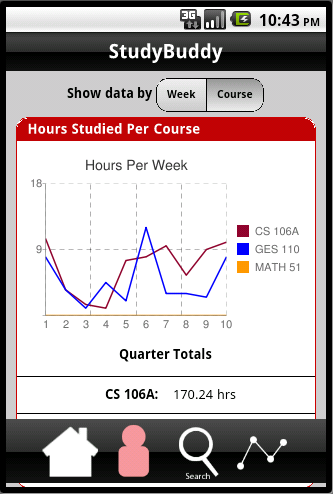 3G 10:43 PM
StudyBuddy
Show data by Week Course
Hours Studied Per Course
Hours Per Week
18
9
CS 106A
GES 110
MATH 51
1 2 3 4 5 6 7 8 9 10
Quarter Totals
CS 106A: 170.24 hrs
Search